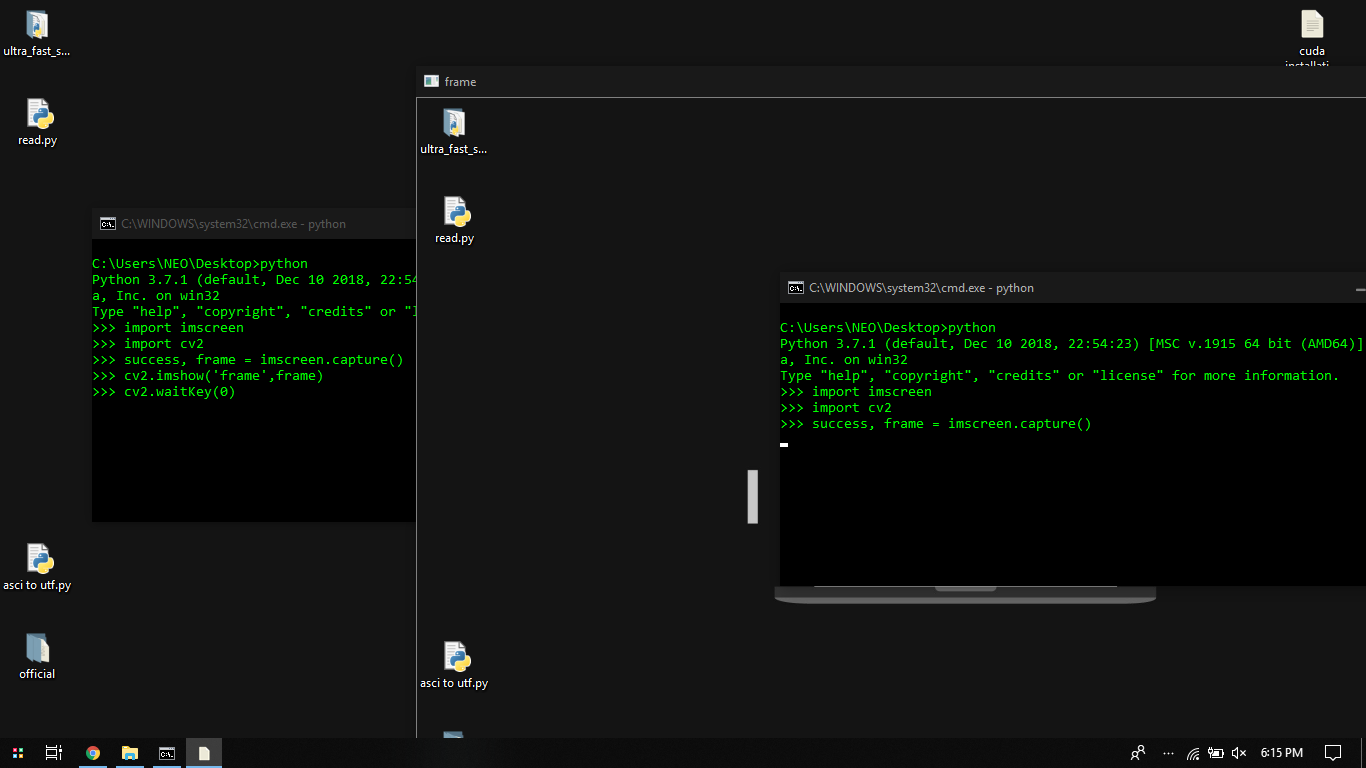 ultra_fast_s...
read.py
asci to utf.py
official
cuda
C:\WINDOWS\system32\cmd.exe - python
C:\Users\NEO\Desktop>python
Python 3.7.1 (default, Dec 10 2018, 22:54
a, Inc. on win32
Type "help", "copyright", "credits" or "l
>>> import imscreen
>>> import cv2
>>> success, frame = imscreen.capture()
>>> cv2.imshow('frame',frame)
>>> cv2.waitKey(0)
frame
ultra_fast_s...
read.py
asci to utf.py
C:\WINDOWS\system32\cmd.exe - python
C:\Users\NEO\Desktop>python
Python 3.7.1 (default, Dec 10 2018, 22:54:23) [MSC v.1915 64 bit (AMD64)]
a, Inc. on win32
Type "help", "copyright", "credits" or "license" for more information.
>>> import imscreen
>>> import cv2
>>> success, frame = imscreen.capture()
6:15 PM